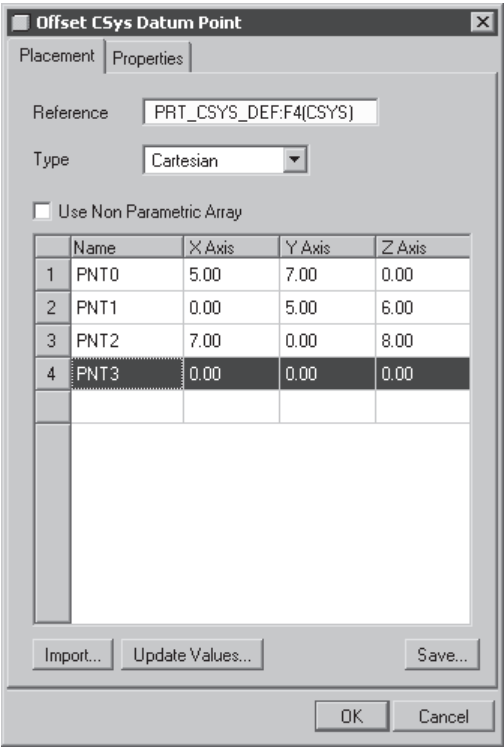 Offset CSys Datum Point
Placement Properties
Reference PRT_CSYS_DEF:F4(CSYS)
Type Cartesian
Use Non Parametric Array
Name X Axis Y Axis Z Axis
1 PNT0 5.00 7.00 0.00
2 PNT1 0.00 5.00 6.00
3 PNT2 7.00 0.00 8.00
4 PNT3 0.00 0.00 0.00
Import... Update Values... Save...
OK Cancel